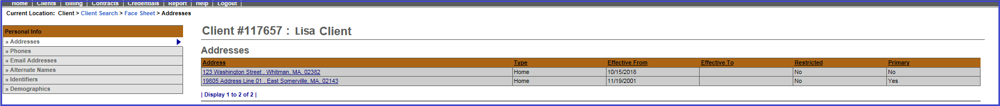 Home | Clients | Billing | Contracts | Credentials | Report | Help | Logout
Current Location: Client > Client Search > Face Sheet > Addresses
Personal Info
» Addresses
» Phones
» Email Addresses
» Alternate Names
» Identifiers
» Demographics
Client #117657 : Lisa Client
Addresses
Address Type Effective From Effective To Restricted Primary
123 Washington Street , Whitman, MA, 02382 Home 10/15/2018 No No
19805 Address Line 01 , East Somerville, MA, 02143 Home 11/19/2001 No Yes
| Display 1 to 2 of 2 |